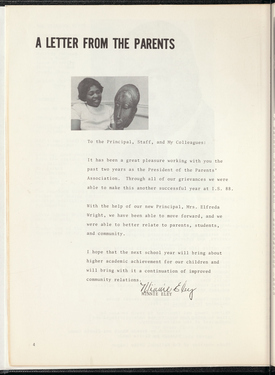 A LETTER FROM THE PARENTS
To the Principal, Staff, and My Colleagues:
It has been a great pleasure working with you the
past two years as the President of the Parents'
Association. Through all of our grievances we were
able to make this another successful year at I.S. 88.
With the help of our new Principal, Mrs. Elfreda
Wright, we have been able to move forward, and we
were able to better relate to parents, students,
and community.
I hope that the next school year will bring about
higher academic achievement for our children and
will bring with it a continuation of improved
community relations.
Minnie Eley
MINNIE ELEY